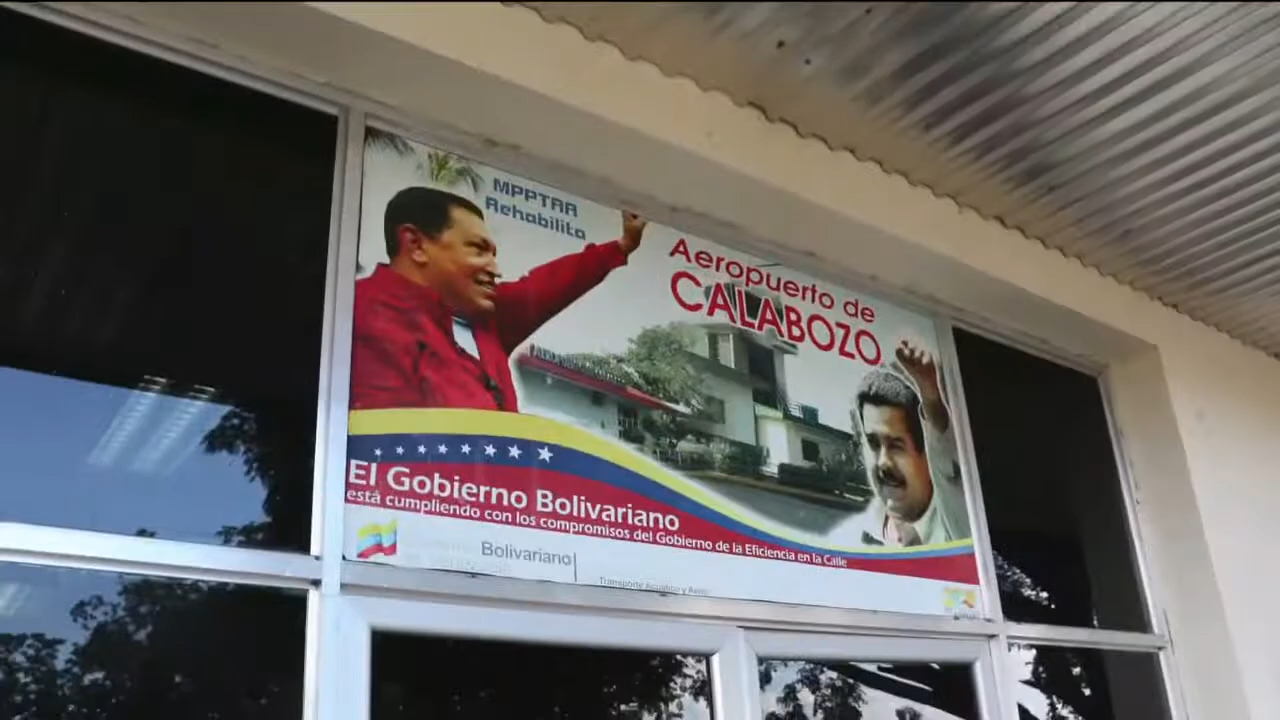 MPPTAA
Rehabilita
Aeropuerto de
CALABOZO
El Gobierno Bolivariano
está cumpliendo con los compromisos del Gobierno de la Eficiencia en la Calle
Bolivariano
Transporte Acuático y Aéreo